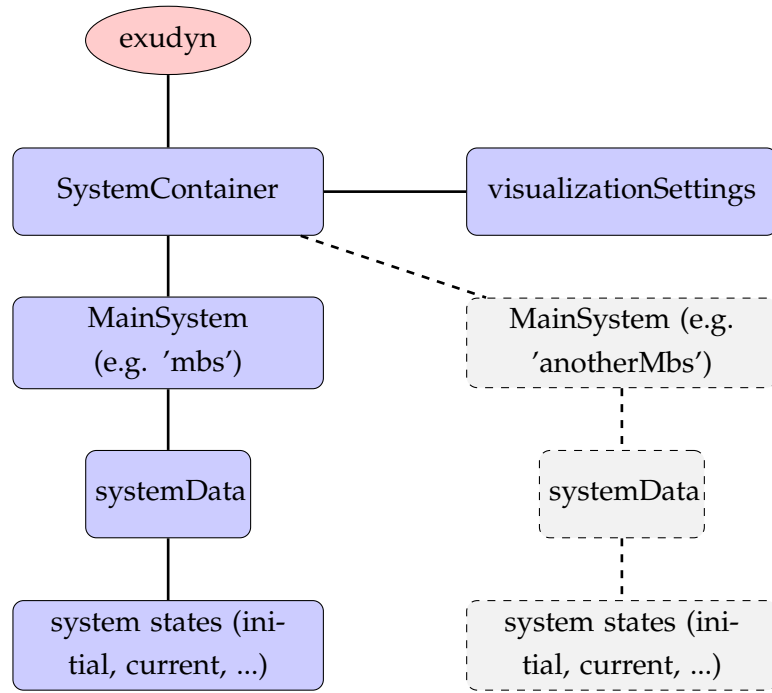 exudyn
SystemContainer
visualizationSettings
MainSystem
(e.g. 'mbs')
MainSystem (e.g.
'anotherMbs')
systemData
systemData
system states (ini-
tial, current, ...)
system states (ini-
tial, current, ...)